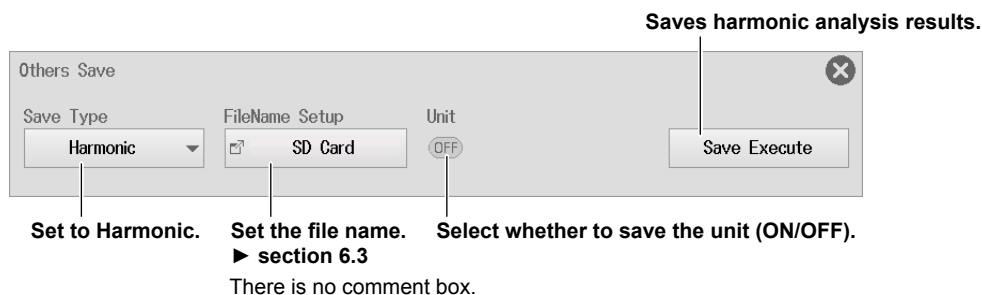 Saves harmonic analysis results.
Others Save
Save Type FileName Setup Unit
Harmonic SD Card OFF Save Execute
Set to Harmonic. Set the file name. Select whether to save the unit (ON/OFF).
► section 6.3
There is no comment box.